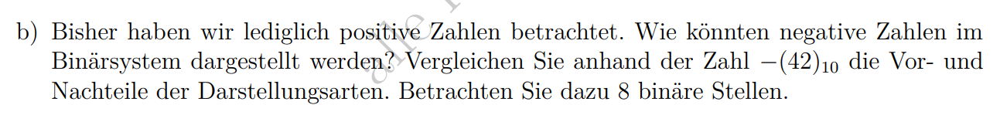 b) Bisher haben wir lediglich positive Zahlen betrachtet. Wie könnten negative Zahlen im
Binärsystem dargestellt werden? Vergleichen Sie anhand der Zahl −(42)₁₀ die Vor- und
Nachteile der Darstellungsarten. Betrachten Sie dazu 8 binäre Stellen.
alle